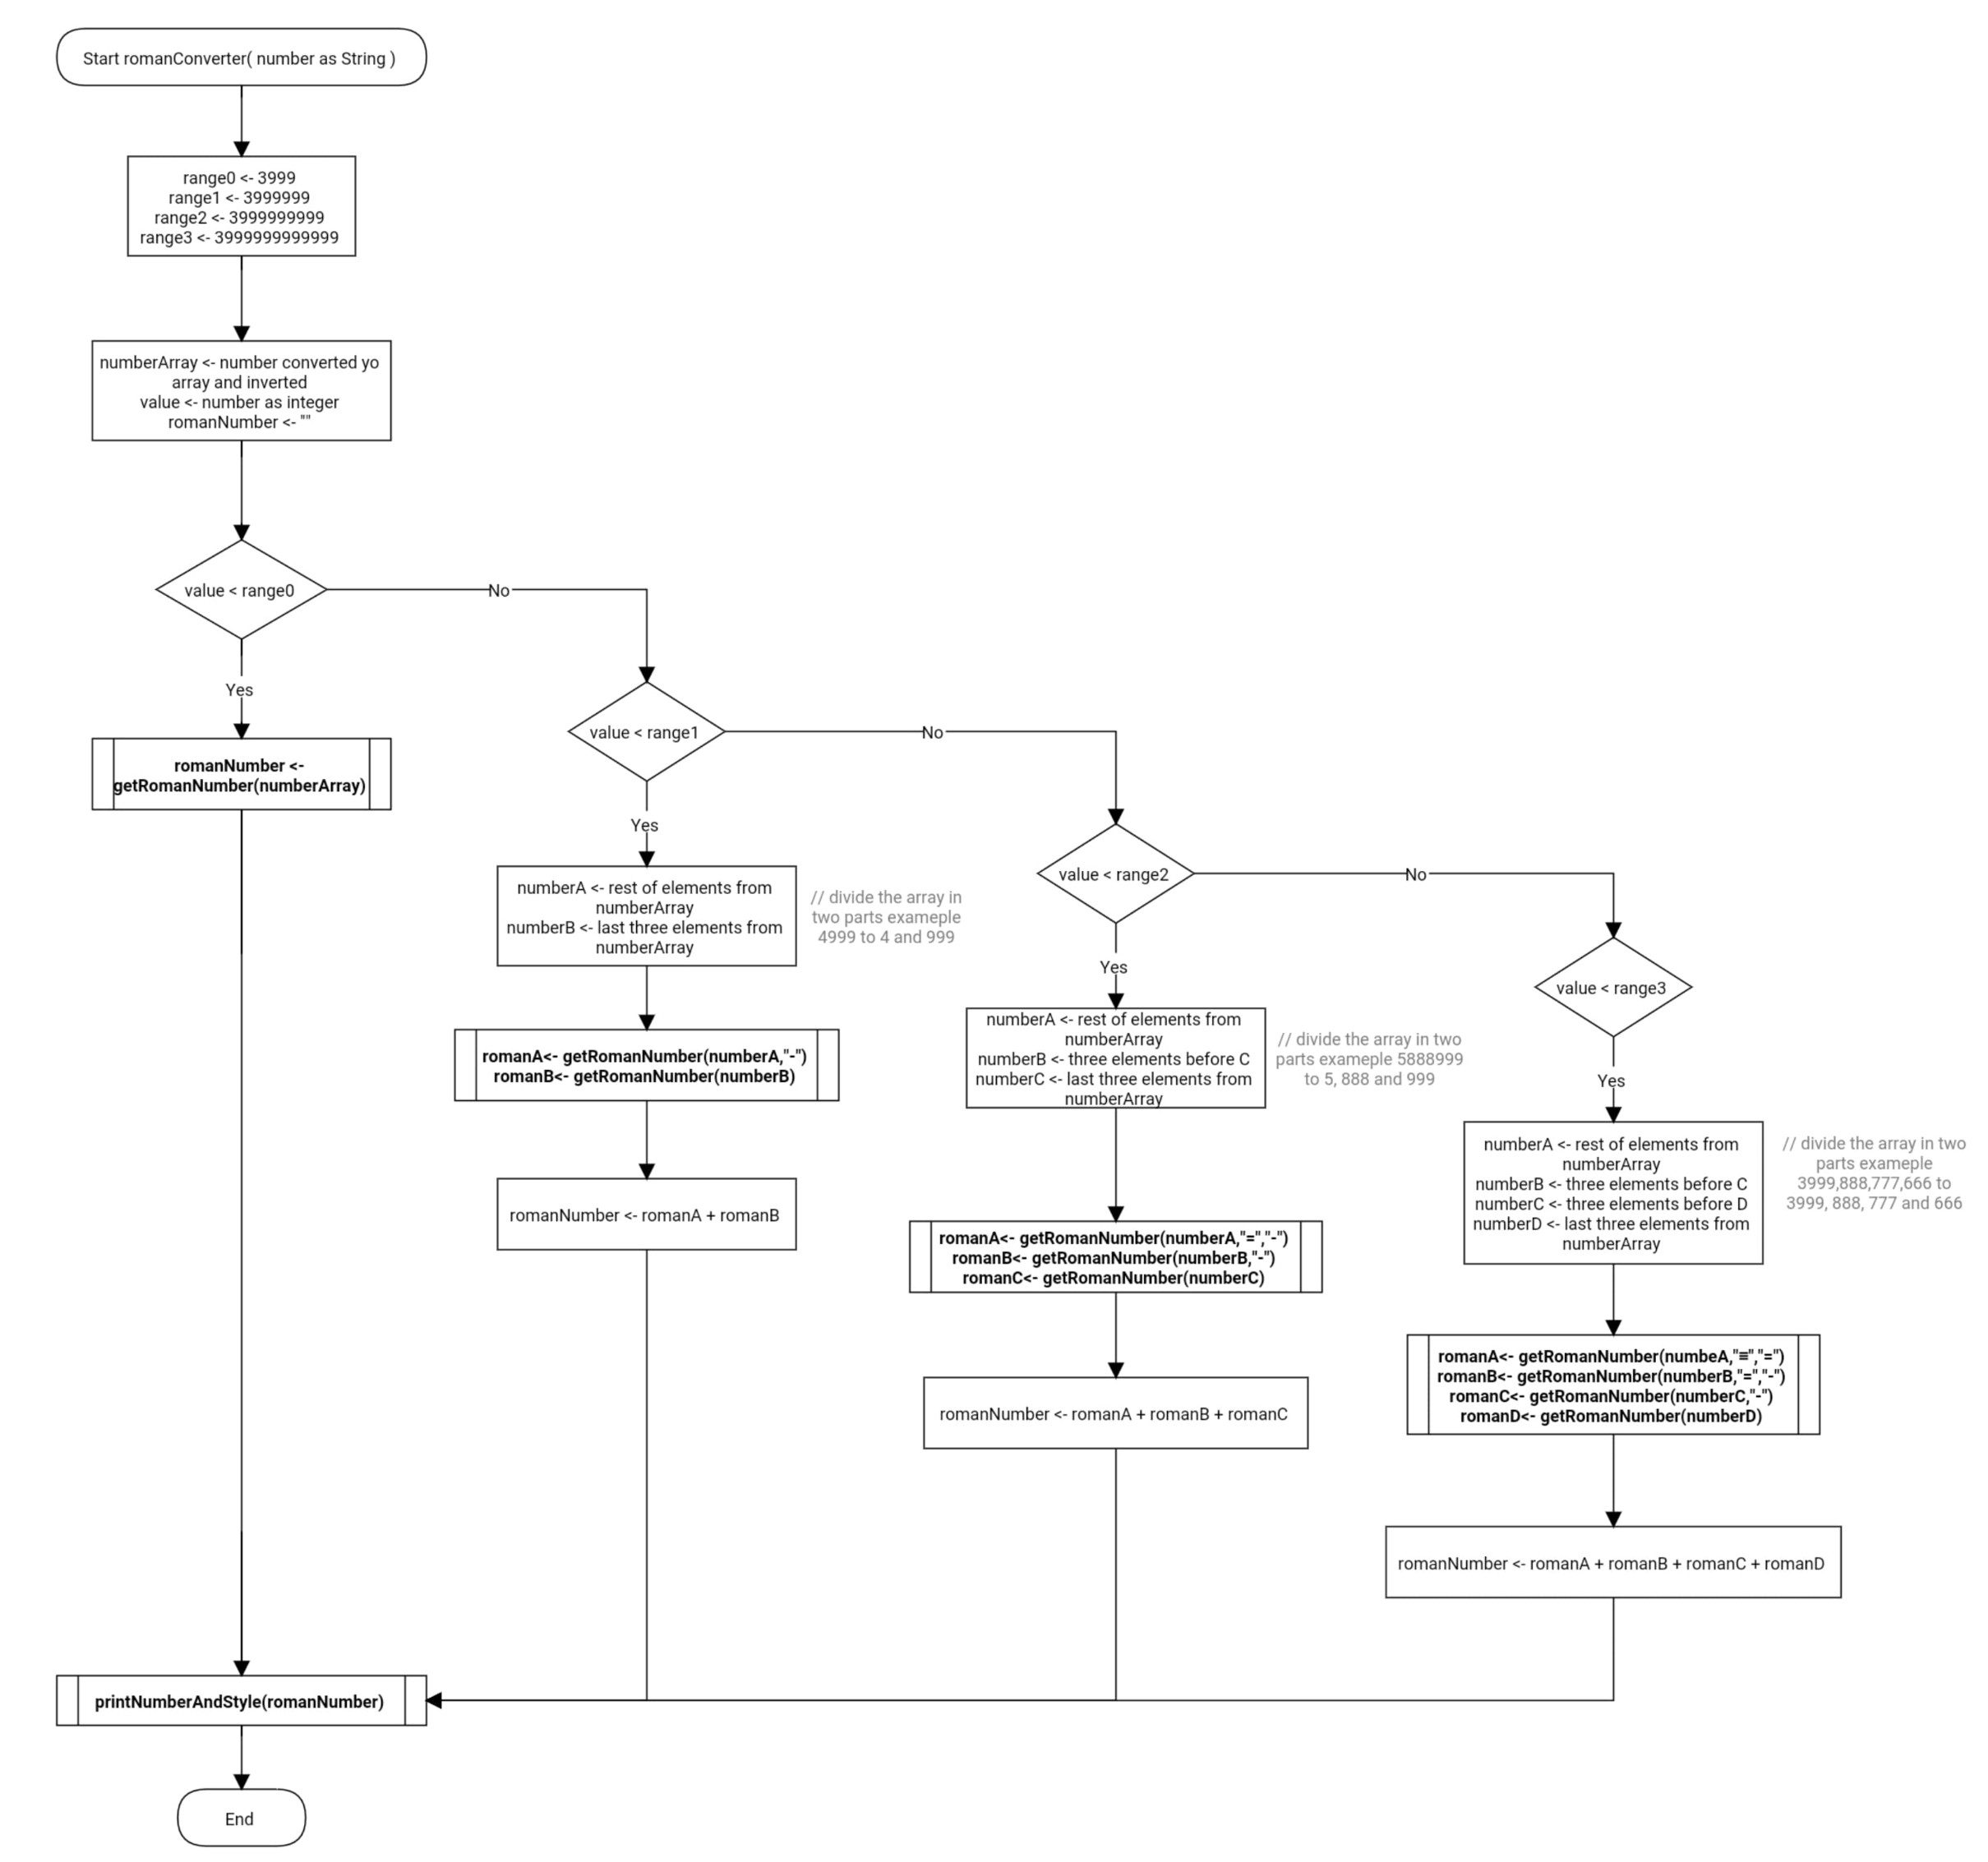 Start romanConverter( number as String )
range0 <- 3999
range1 <- 3999999
range2 <- 3999999999
range3 <- 3999999999999
numberArray <- number converted yo
array and inverted
value <- number as integer
romanNumber <- ""
value < range0
No
Yes
romanNumber <-
getRomanNumber(numberArray)
value < range1
No
Yes
numberA <- rest of elements from
numberArray
numberB <- last three elements from
numberArray
// divide the array in
two parts exameple
4999 to 4 and 999
romanA<- getRomanNumber(numberA,"-")
romanB<- getRomanNumber(numberB)
romanNumber <- romanA + romanB
value < range2
No
Yes
numberA <- rest of elements from
numberArray
numberB <- three elements before C
numberC <- last three elements from
numberArray
// divide the array in two
parts exameple 5888999
to 5, 888 and 999
romanA<- getRomanNumber(numberA,"=","-")
romanB<- getRomanNumber(numberB,"-")
romanC<- getRomanNumber(numberC)
romanNumber <- romanA + romanB + romanC
value < range3
Yes
numberA <- rest of elements from
numberArray
numberB <- three elements before C
numberC <- three elements before D
numberD <- last three elements from
numberArray
// divide the array in two
parts exameple
3999,888,777,666 to
3999, 888, 777 and 666
romanA<- getRomanNumber(numbeA,"≡","=")
romanB<- getRomanNumber(numberB,"=","-")
romanC<- getRomanNumber(numberC,"-")
romanD<- getRomanNumber(numberD)
romanNumber <- romanA + romanB + romanC + romanD
printNumberAndStyle(romanNumber)
End